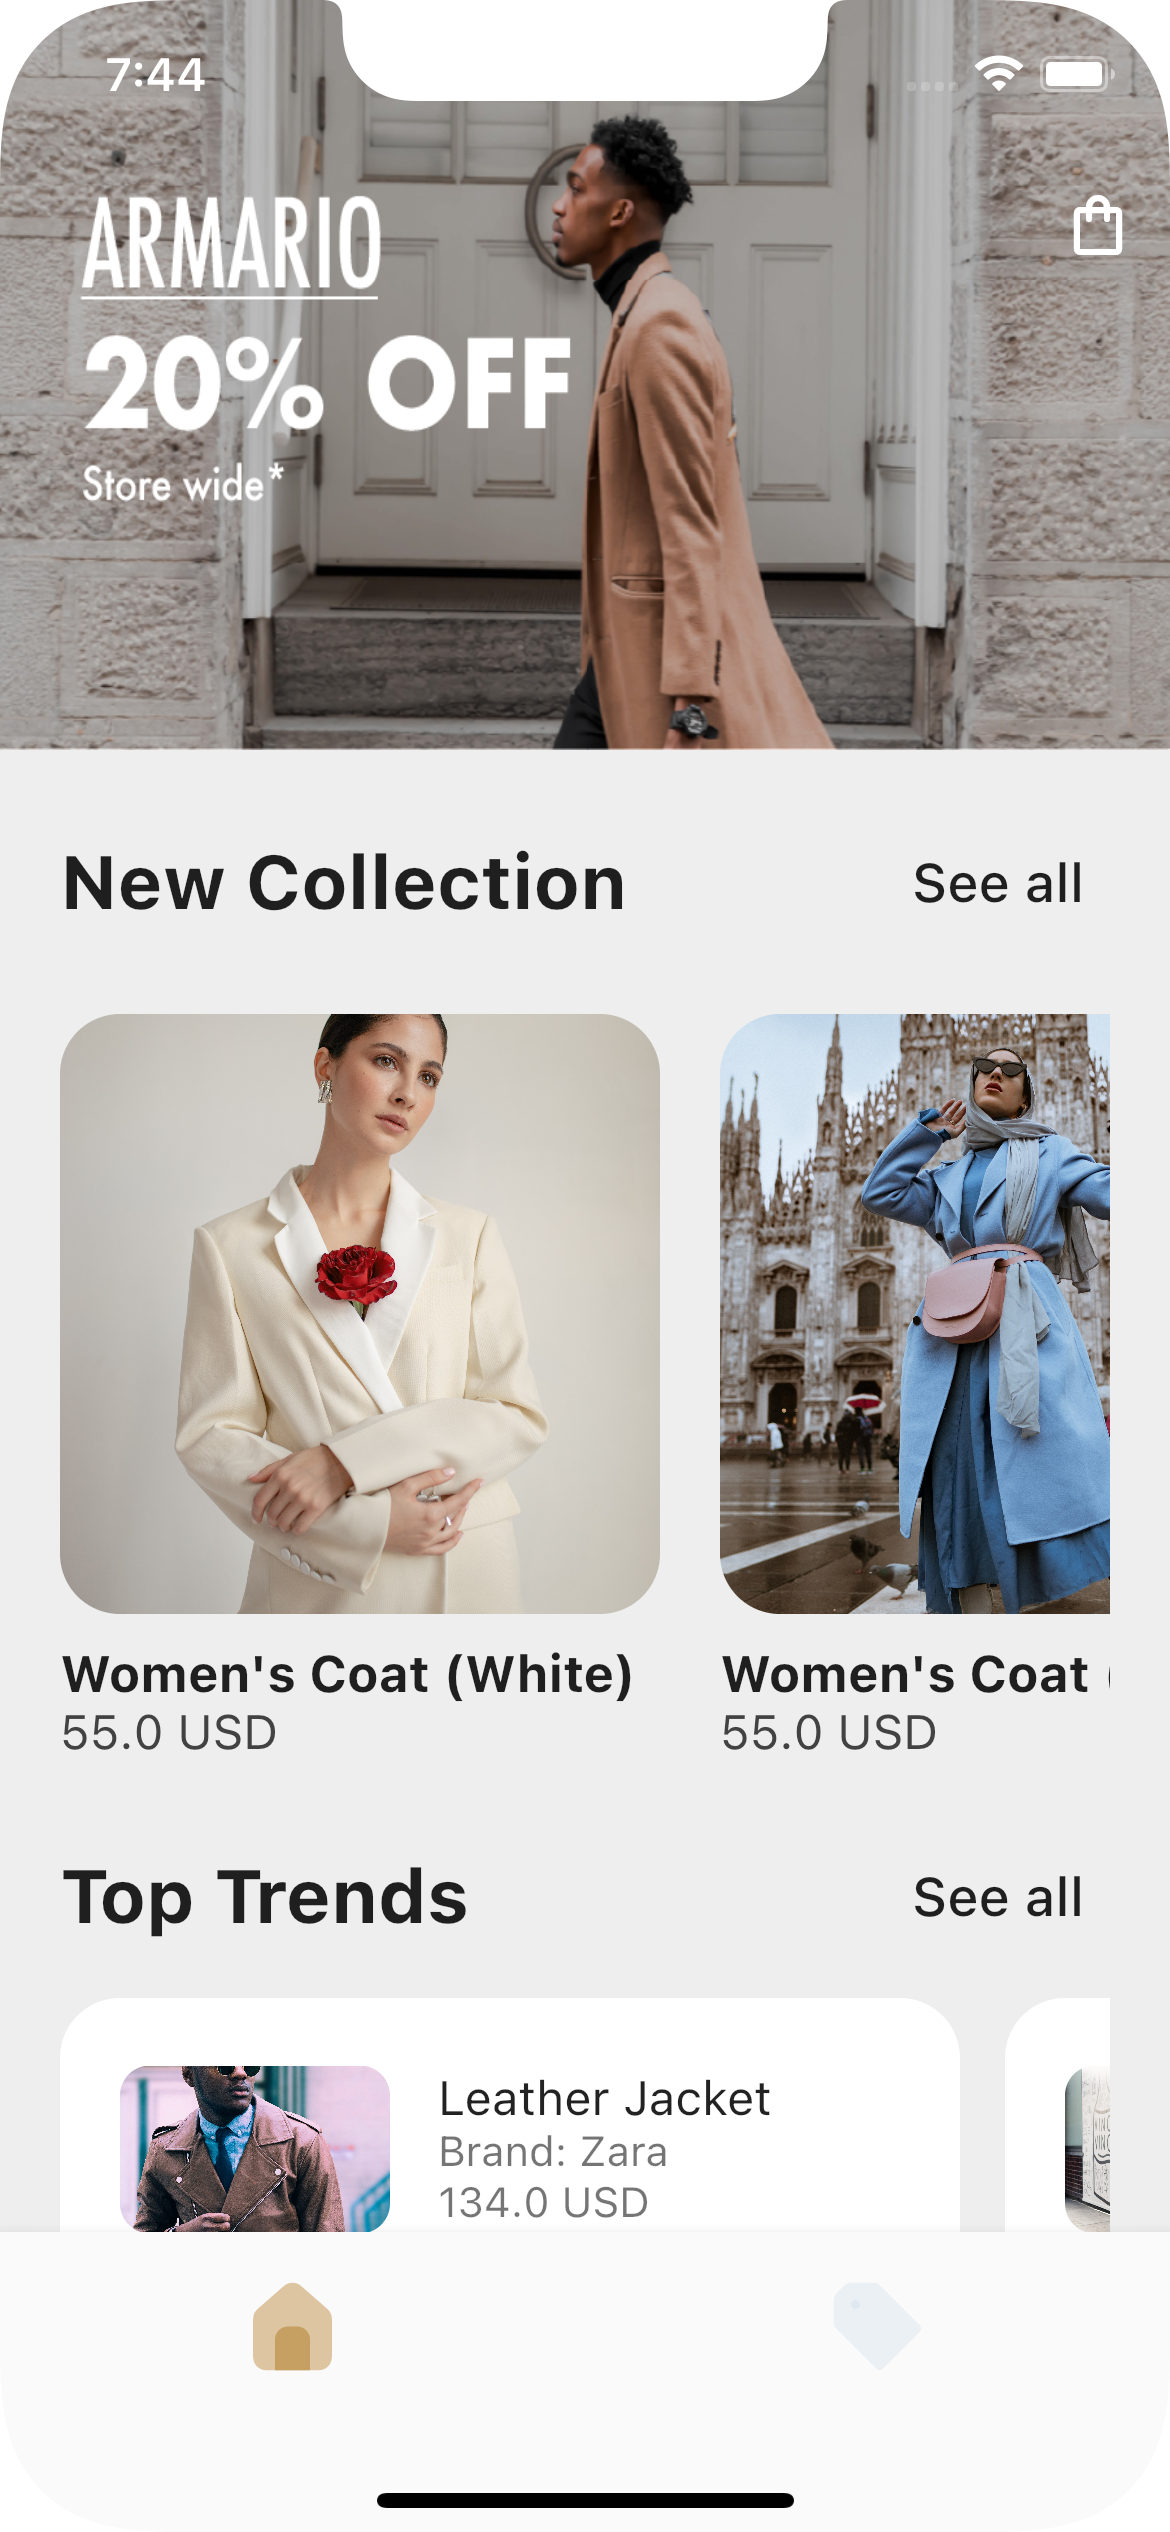 7:44
ARMARIO
20% OFF
Store wide*
New Collection
See all
Women's Coat (White)
Women's Coat (
55.0 USD
55.0 USD
Top Trends
See all
Leather Jacket
Brand: Zara
134.0 USD